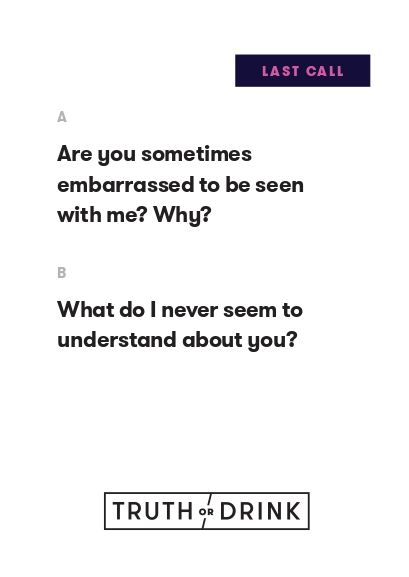 LAST CALL
A
Are you sometimes
embarrassed to be seen
with me? Why?
B
What do I never seem to
understand about you?
TRUTH OR DRINK